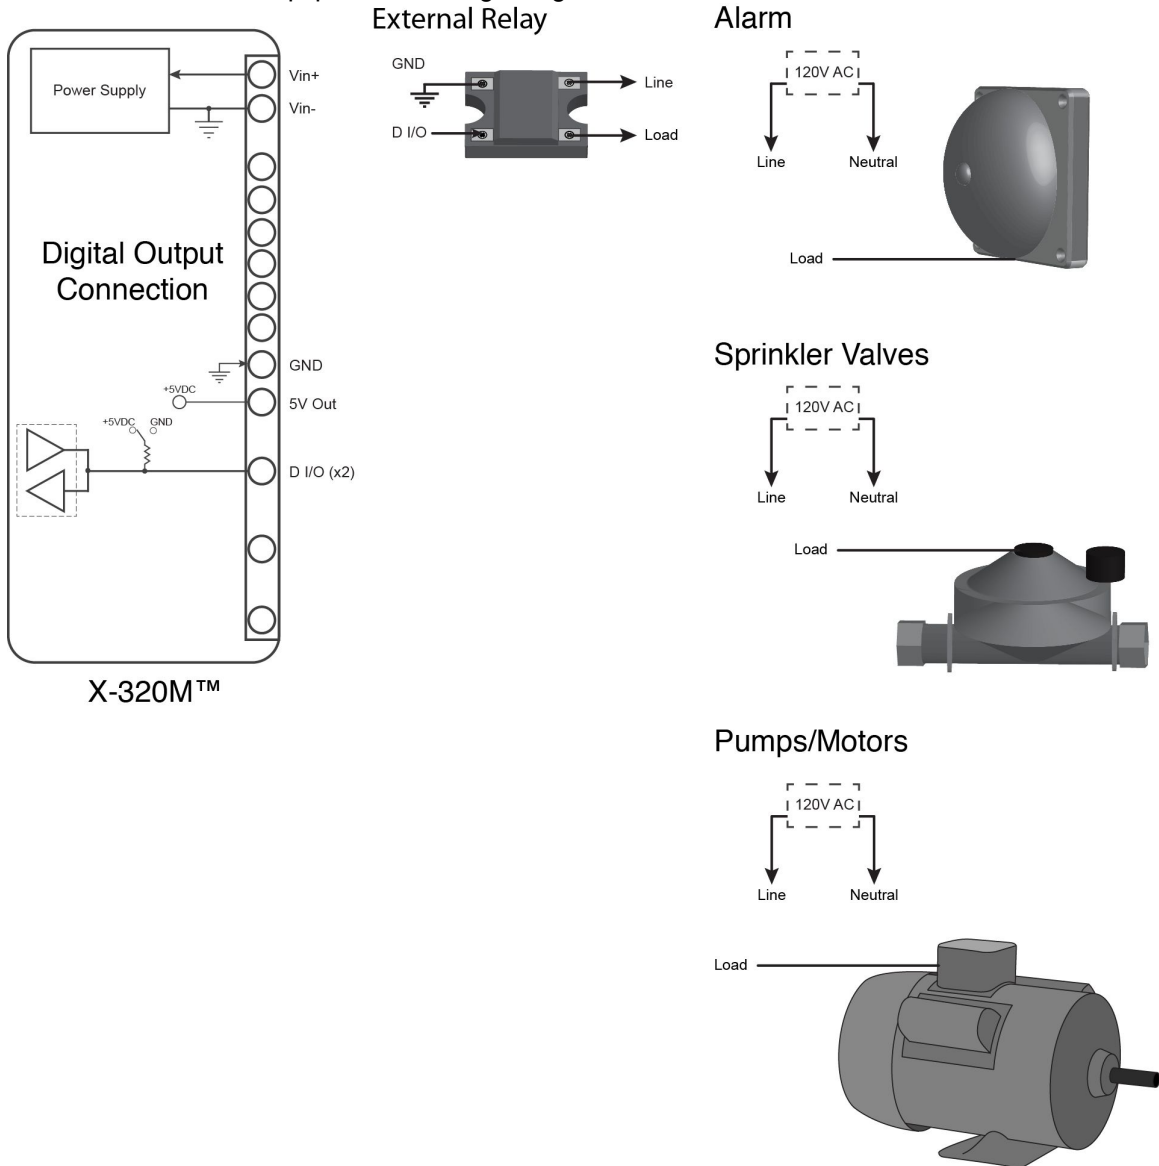 External Relay
Alarm
Power Supply
Vin+
Vin-
GND
Line
D I/O
Load
120V AC
Line
Neutral
Load
Digital Output
Connection
GND
+5VDC
5V Out
+5VDC
GND
D I/O (x2)
X-320M™
Sprinkler Valves
120V AC
Line
Neutral
Load
Pumps/Motors
120V AC
Line
Neutral
Load